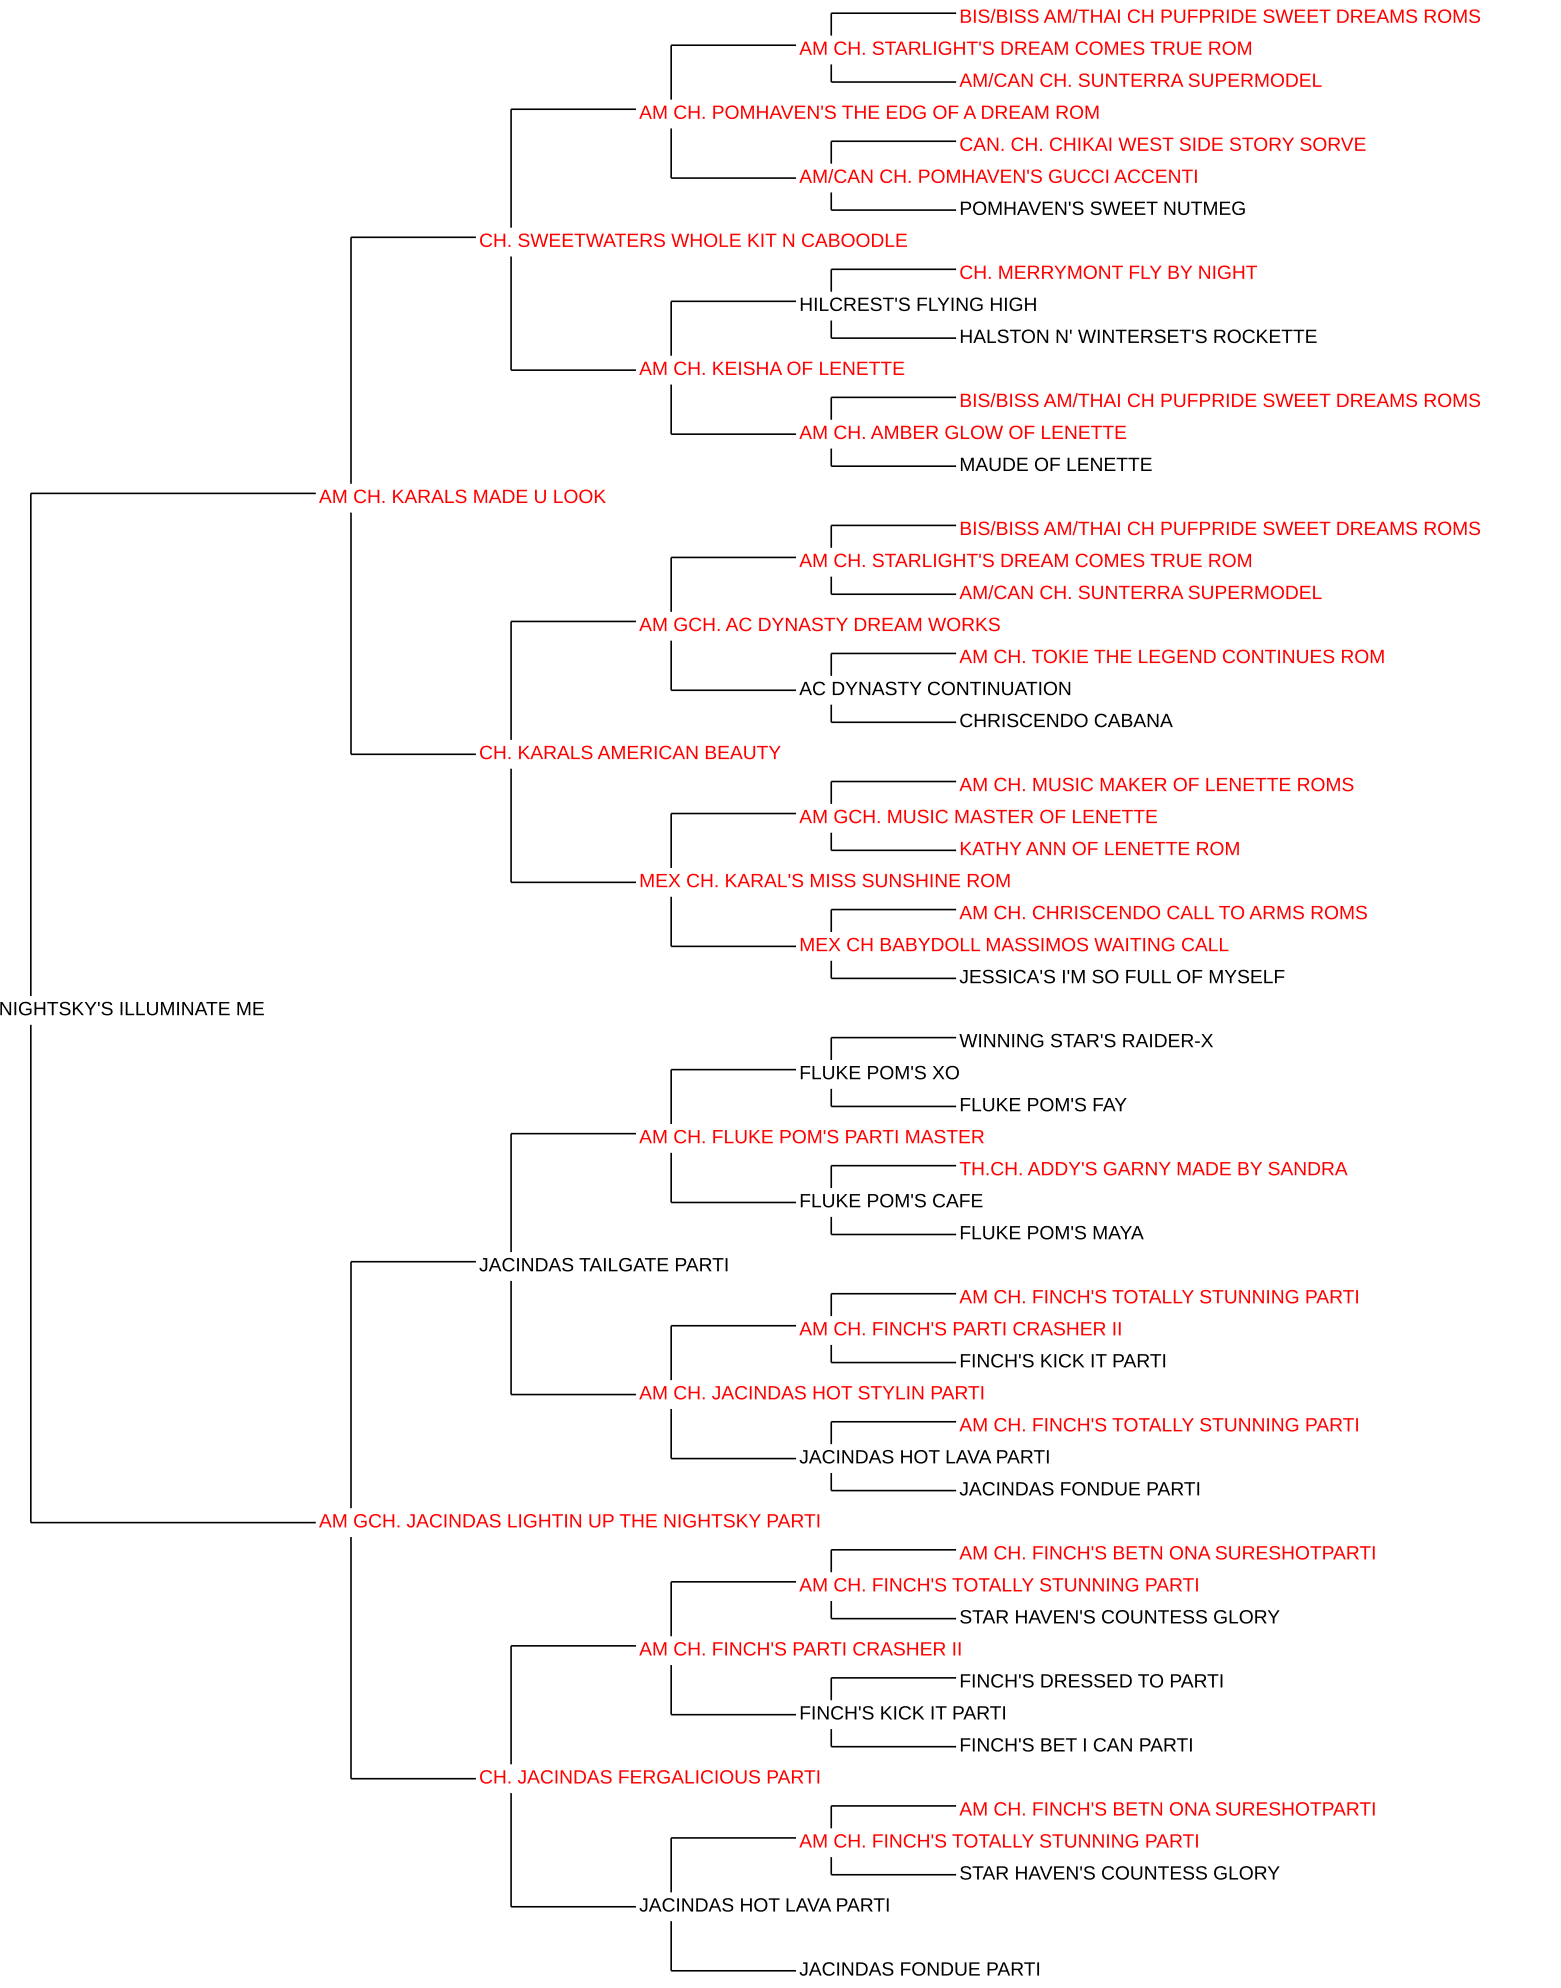 BIS/BISS AM/THAI CH PUFPRIDE SWEET DREAMS ROMS
AM CH. STARLIGHT'S DREAM COMES TRUE ROM
AM/CAN CH. SUNTERRA SUPERMODEL
AM CH. POMHAVEN'S THE EDG OF A DREAM ROM
CAN. CH. CHIKAI WEST SIDE STORY SORVE
AM/CAN CH. POMHAVEN'S GUCCI ACCENTI
POMHAVEN'S SWEET NUTMEG
CH. SWEETWATERS WHOLE KIT N CABOODLE
CH. MERRYMONT FLY BY NIGHT
HILCREST'S FLYING HIGH
HALSTON N' WINTERSET'S ROCKETTE
AM CH. KEISHA OF LENETTE
BIS/BISS AM/THAI CH PUFPRIDE SWEET DREAMS ROMS
AM CH. AMBER GLOW OF LENETTE
MAUDE OF LENETTE
AM CH. KARALS MADE U LOOK
BIS/BISS AM/THAI CH PUFPRIDE SWEET DREAMS ROMS
AM CH. STARLIGHT'S DREAM COMES TRUE ROM
AM/CAN CH. SUNTERRA SUPERMODEL
AM GCH. AC DYNASTY DREAM WORKS
AM CH. TOKIE THE LEGEND CONTINUES ROM
AC DYNASTY CONTINUATION
CHRISCENDO CABANA
CH. KARALS AMERICAN BEAUTY
AM CH. MUSIC MAKER OF LENETTE ROMS
AM GCH. MUSIC MASTER OF LENETTE
KATHY ANN OF LENETTE ROM
MEX CH. KARAL'S MISS SUNSHINE ROM
AM CH. CHRISCENDO CALL TO ARMS ROMS
MEX CH BABYDOLL MASSIMOS WAITING CALL
JESSICA'S I'M SO FULL OF MYSELF
NIGHTSKY'S ILLUMINATE ME
WINNING STAR'S RAIDER-X
FLUKE POM'S XO
FLUKE POM'S FAY
AM CH. FLUKE POM'S PARTI MASTER
TH.CH. ADDY'S GARNY MADE BY SANDRA
FLUKE POM'S CAFE
FLUKE POM'S MAYA
JACINDAS TAILGATE PARTI
AM CH. FINCH'S TOTALLY STUNNING PARTI
AM CH. FINCH'S PARTI CRASHER II
FINCH'S KICK IT PARTI
AM CH. JACINDAS HOT STYLIN PARTI
AM CH. FINCH'S TOTALLY STUNNING PARTI
JACINDAS HOT LAVA PARTI
JACINDAS FONDUE PARTI
AM GCH. JACINDAS LIGHTIN UP THE NIGHTSKY PARTI
AM CH. FINCH'S BETN ONA SURESHOTPARTI
AM CH. FINCH'S TOTALLY STUNNING PARTI
STAR HAVEN'S COUNTESS GLORY
AM CH. FINCH'S PARTI CRASHER II
FINCH'S DRESSED TO PARTI
FINCH'S KICK IT PARTI
FINCH'S BET I CAN PARTI
CH. JACINDAS FERGALICIOUS PARTI
AM CH. FINCH'S BETN ONA SURESHOTPARTI
AM CH. FINCH'S TOTALLY STUNNING PARTI
STAR HAVEN'S COUNTESS GLORY
JACINDAS HOT LAVA PARTI
JACINDAS FONDUE PARTI